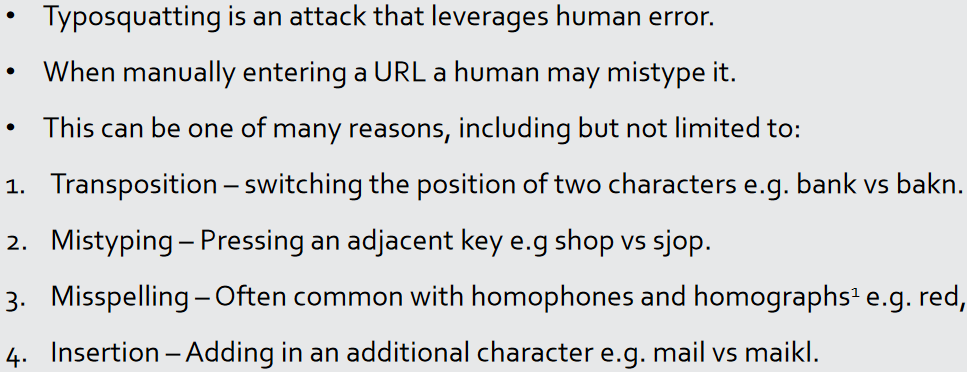 • Typosquatting is an attack that leverages human error.
• When manually entering a URL a human may mistype it.
• This can be one of many reasons, including but not limited to:
1. Transposition – switching the position of two characters e.g. bank vs bakn.
2. Mistyping – Pressing an adjacent key e.g shop vs sjop.
3. Misspelling – Often common with homophones and homographs¹ e.g. red,
4. Insertion – Adding in an additional character e.g. mail vs maikl.